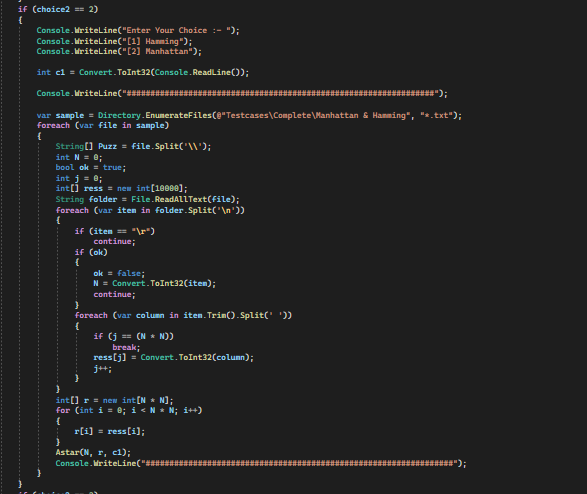 if (choice2 == 2)
{
Console.WriteLine("Enter Your Choice :- ");
Console.WriteLine("[1] Hamming");
Console.WriteLine("[2] Manhattan");
int c1 = Convert.ToInt32(Console.ReadLine());
Console.WriteLine("#################################################################");
var sample = Directory.EnumerateFiles(@"Testcases\Complete\Manhattan & Hamming", "*.txt");
foreach (var file in sample)
{
String[] Puzz = file.Split('\\');
int N = 0;
bool ok = true;
int j = 0;
int[] ress = new int[10000];
String folder = File.ReadAllText(file);
foreach (var item in folder.Split('\n'))
{
if (item == "\r")
continue;
if (ok)
{
ok = false;
N = Convert.ToInt32(item);
continue;
}
foreach (var column in item.Trim().Split(' '))
{
if (j == (N * N))
break;
ress[j] = Convert.ToInt32(column);
j++;
}
}
int[] r = new int[N * N];
for (int i = 0; i < N * N; i++)
{
r[i] = ress[i];
}
Astar(N, r, c1);
Console.WriteLine("#################################################################");
}
}